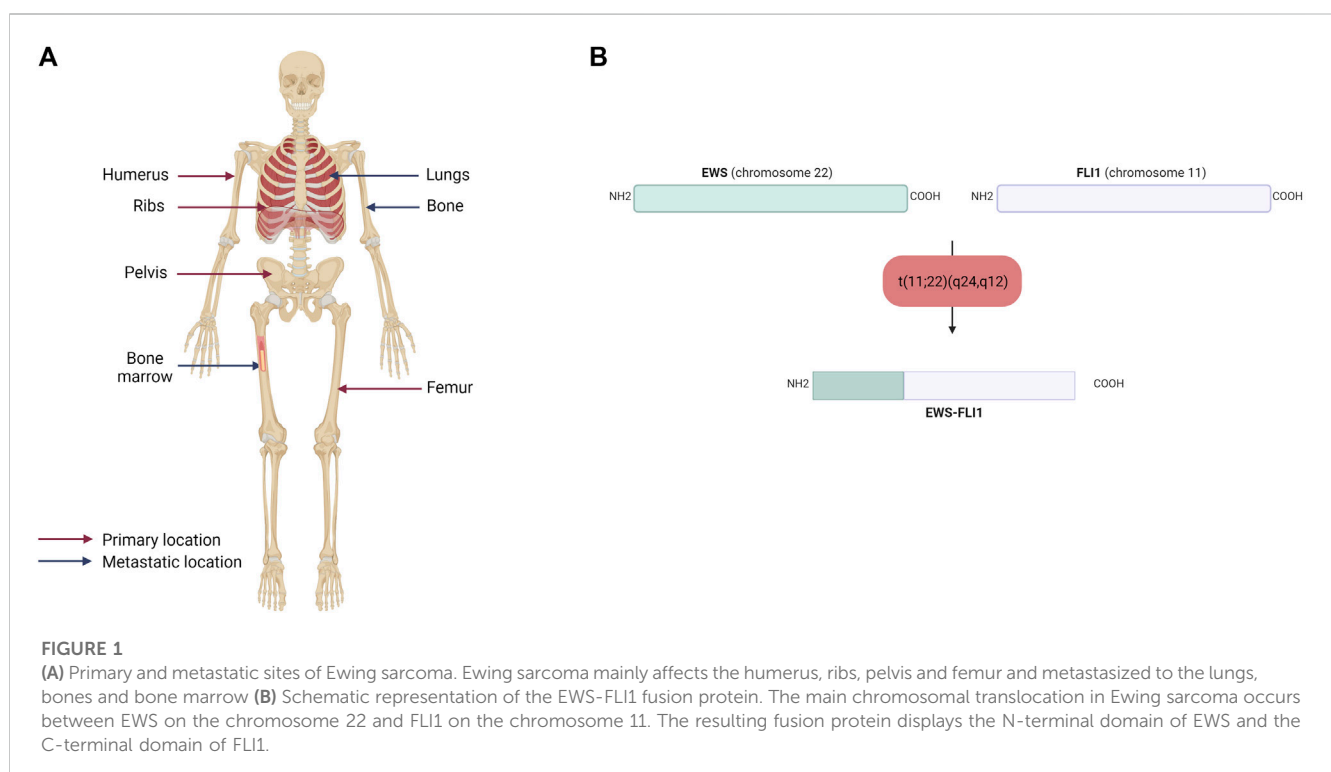 A
Humerus
Ribs
Pelvis
Bone
marrow
Lungs
Bone
Femur
Primary location
Metastatic location
B
EWS (chromosome 22)
NH2
COOH
FLI1 (chromosome 11)
NH2
COOH
t(11;22)(q24,q12)
NH2
COOH
EWS-FLI1
FIGURE 1
(A) Primary and metastatic sites of Ewing sarcoma. Ewing sarcoma mainly affects the humerus, ribs, pelvis and femur and metastasized to the lungs,
bones and bone marrow (B) Schematic representation of the EWS-FLI1 fusion protein. The main chromosomal translocation in Ewing sarcoma occurs
between EWS on the chromosome 22 and FLI1 on the chromosome 11. The resulting fusion protein displays the N-terminal domain of EWS and the
C-terminal domain of FLI1.